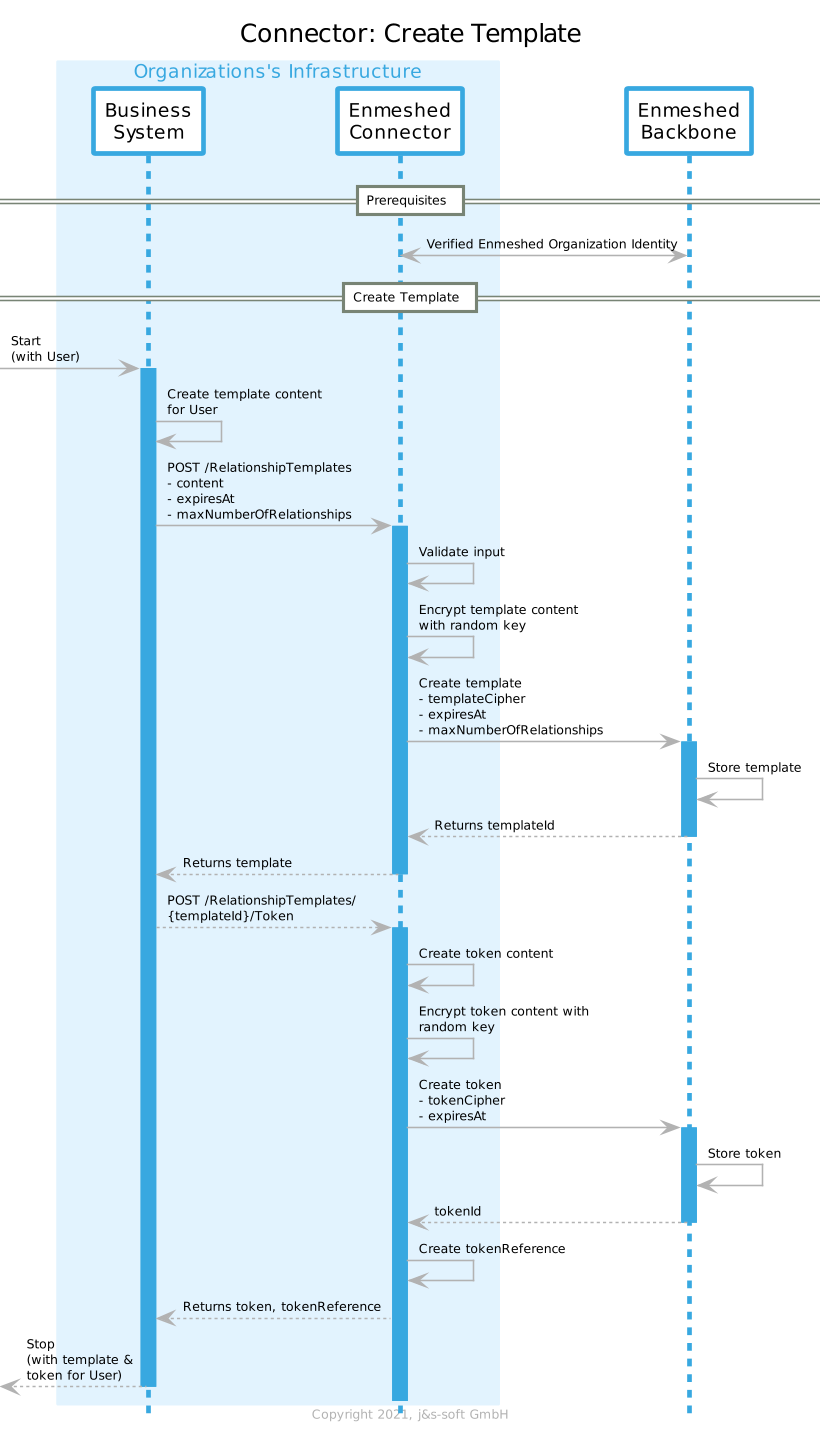 Connector: Create Template
Organizations's Infrastructure
Business
System
Enmeshed
Connector
Enmeshed
Backbone
Prerequisites
Verified Enmeshed Organization Identity
Create Template
Start
(with User)
Create template content
for User
POST /RelationshipTemplates
- content
- expiresAt
- maxNumberOfRelationships
Validate input
Encrypt template content
with random key
Create template
- templateCipher
- expiresAt
- maxNumberOfRelationships
Store template
Returns templateId
Returns template
POST /RelationshipTemplates/
{templateId}/Token
Create token content
Encrypt token content with
random key
Create token
- tokenCipher
- expiresAt
Store token
tokenId
Create tokenReference
Returns token, tokenReference
Stop
(with template &
token for User)
Copyright 2021, j&s-soft GmbH